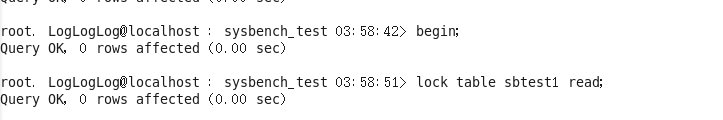 root. LogLogLog@localhost : sysbench_test 03:58:42> begin;
Query OK, 0 rows affected (0.00 sec)
root. LogLogLog@localhost : sysbench_test 03:58:51> lock table sbtest1 read;
Query OK, 0 rows affected (0.00 sec)